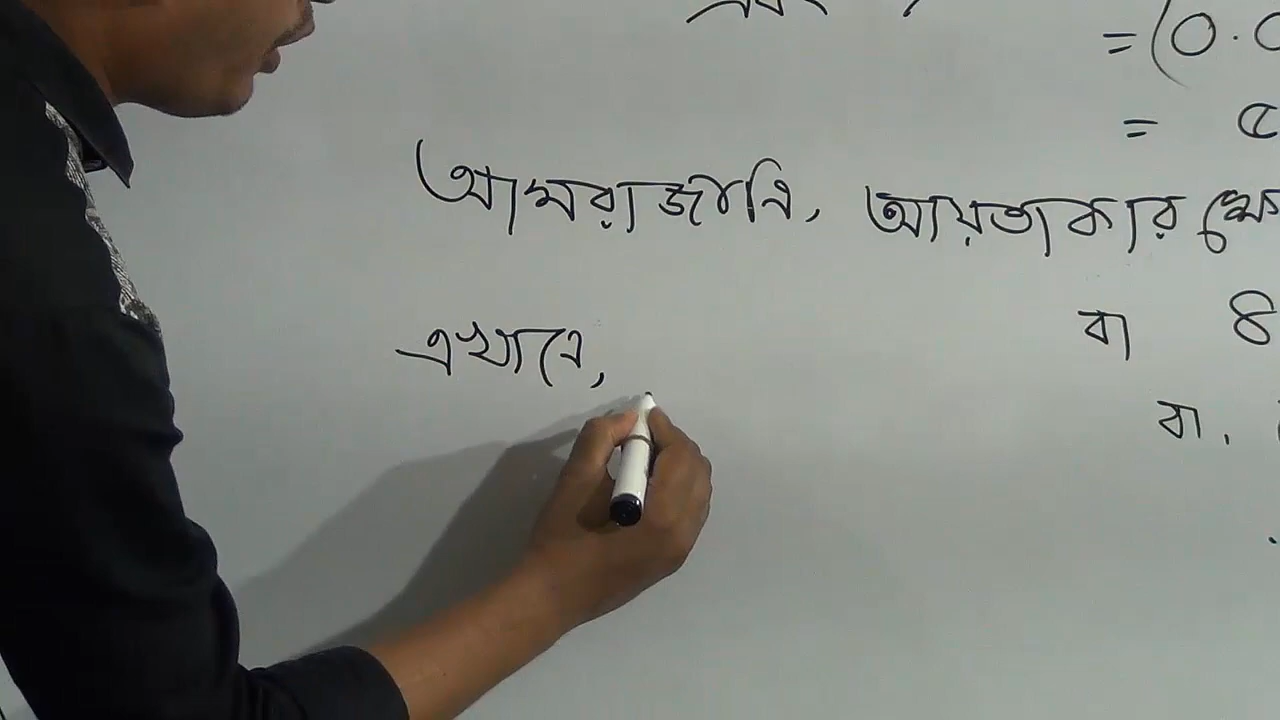 = (0.0
= ৫
আমরা জানি, আয়তাকার ক্ষে
বা ৪
এখানে,
বা.